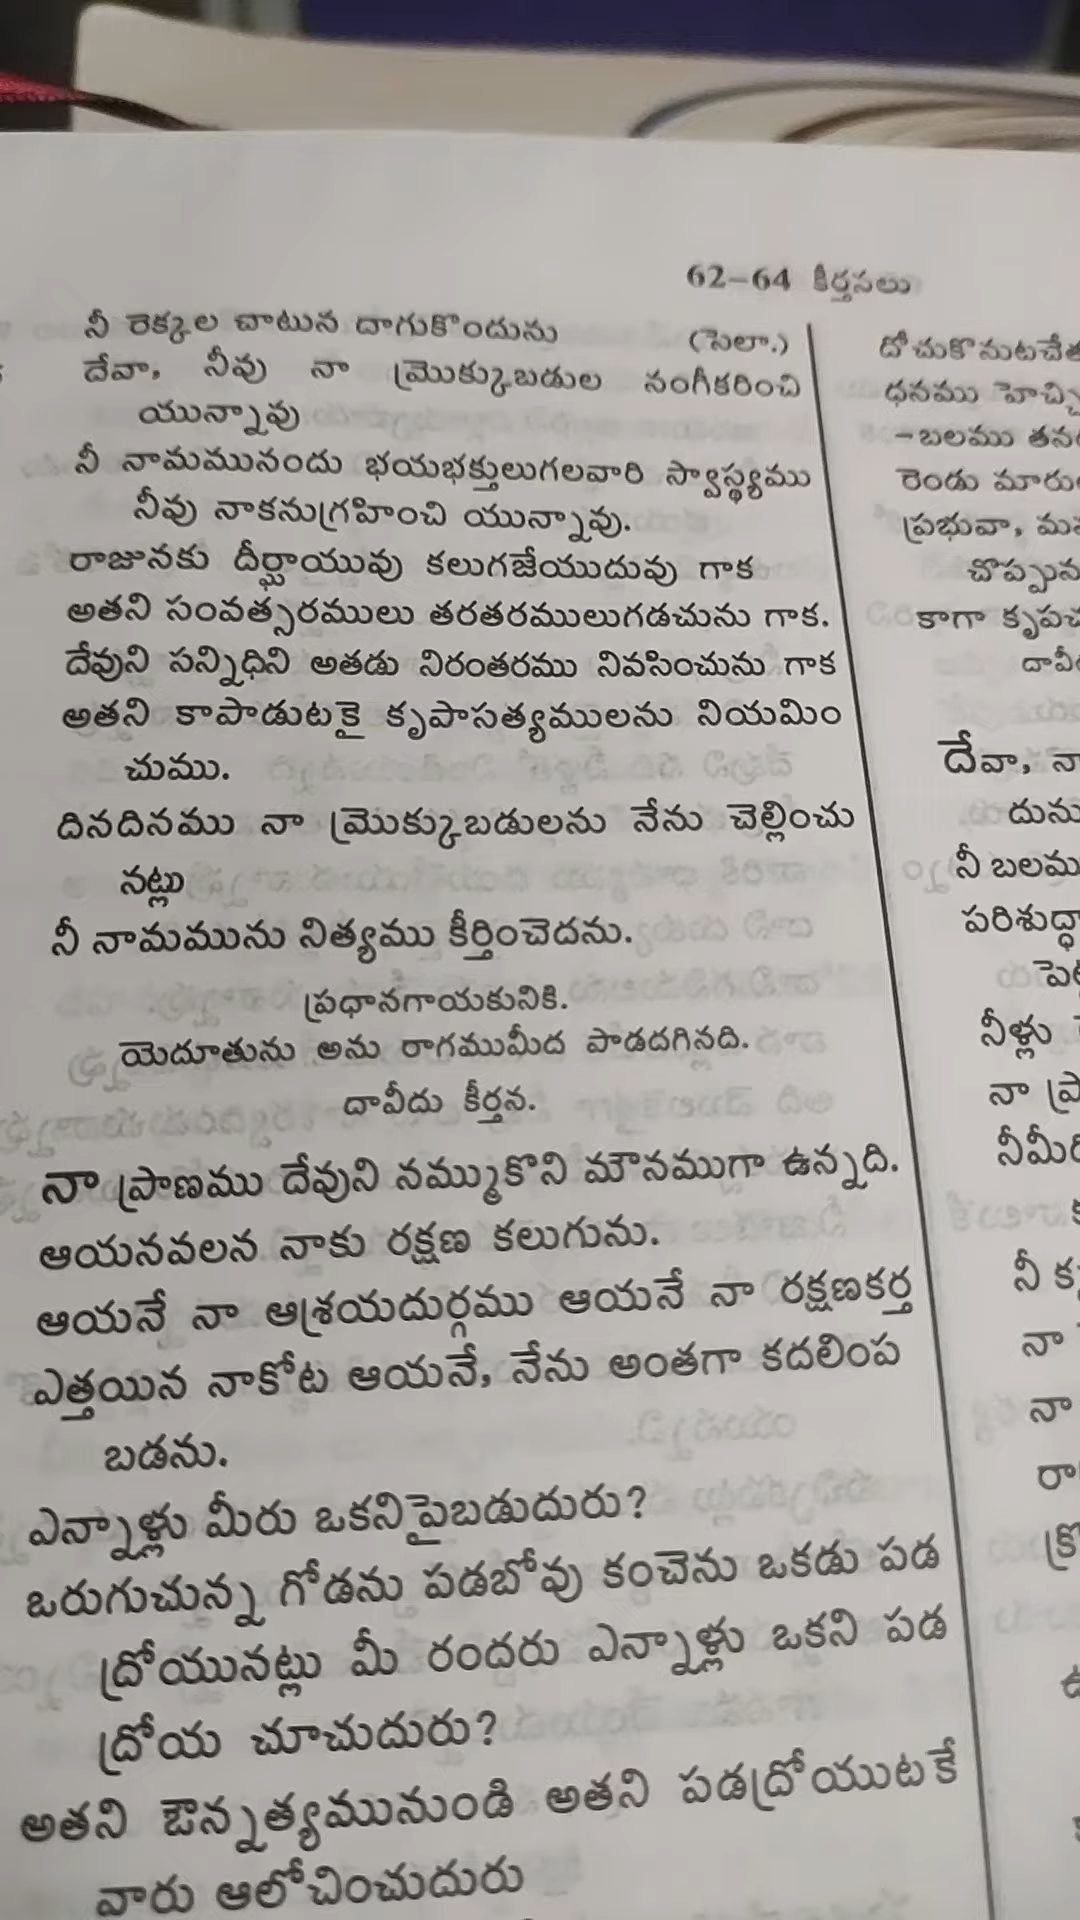 62-64 కీర్తనలు
నీ రెక్కల చాటున దాగుకొందును (సెలా.)
దేవా, నీవు నా మ్రొక్కుబడుల నంగీకరించి
యున్నావు
నీ నామమునందు భయభక్తులుగలవారి స్వాస్థ్యము
నీవు నాకనుగ్రహించి యున్నావు.
రాజునకు దీర్ఘాయువు కలుగజేయుదువు గాక
అతని సంవత్సరములు తరతరములుగడచును గాక.
దేవుని సన్నిధిని అతడు నిరంతరము నివసించును గాక
అతని కాపాడుటకై కృపాసత్యములను నియమిం
చుము.
దినదినము నా మ్రొక్కుబడులను నేను చెల్లించు
నట్లు
నీ నామమును నిత్యము కీర్తించెదను.
ప్రధానగాయకునికి.
యెదూతును అను రాగముమీద పాడదగినది.
దావీదు కీర్తన.
నా ప్రాణము దేవుని నమ్ముకొని మౌనముగా ఉన్నది.
ఆయనవలన నాకు రక్షణ కలుగును.
ఆయనే నా ఆశ్రయదుర్గము ఆయనే నా రక్షణకర్త
ఎత్తయిన నాకోట ఆయనే, నేను అంతగా కదలింప
బడను.
ఎన్నాళ్లు మీరు ఒకనిపైబడుదురు?
ఒరుగుచున్న గోడను పడబోవు కంచెను ఒకడు పడ
ద్రోయునట్లు మీ రందరు ఎన్నాళ్లు ఒకని పడ
ద్రోయ చూచుదురు?
అతని ఔన్నత్యమునుండి అతని పడద్రోయుటకే
వారు ఆలోచించుదురు
దోచుకొనుటచేత
ధనము హెచ్చి
-బలము తన
రెండు మారు
ప్రభువా,
చొప్పున
కాగా
దేవా, నా
దును
నీ
పరిశుద్ధా
నీళ్లు
నా
నీ
నా
నా